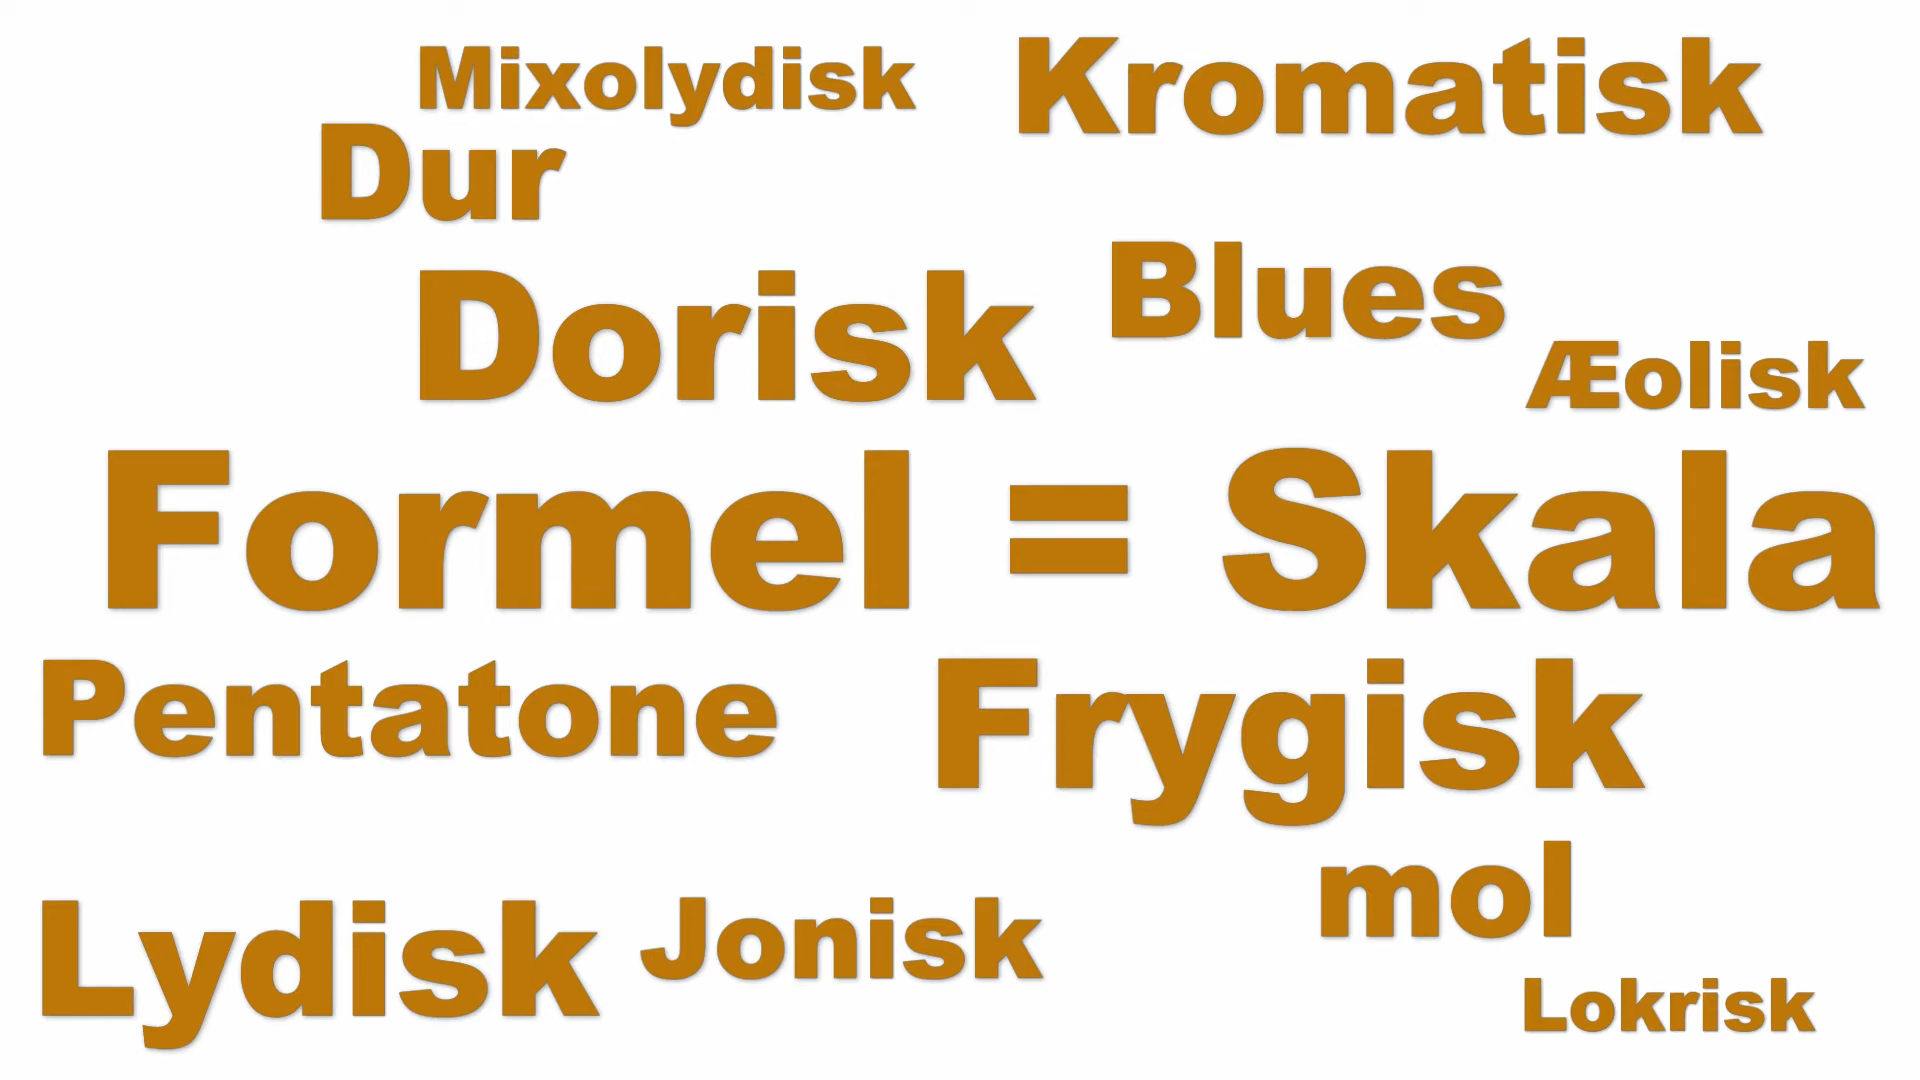 Mixolydisk
Kromatisk
Dur
Dorisk
Blues
Æolisk
Formel = Skala
Pentatone
Frygisk
mol
Lydisk
Jonisk
Lokrisk